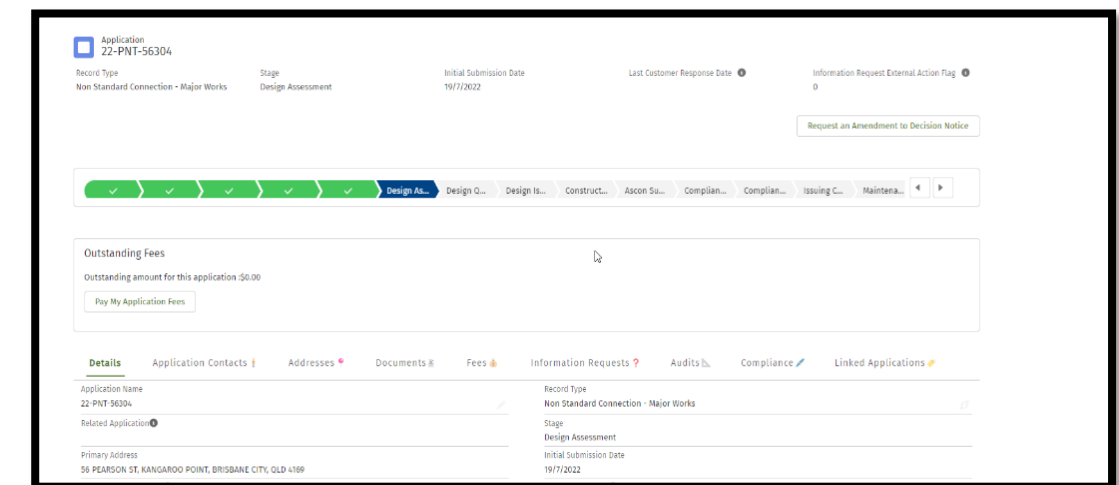 Application
22-PNT-56304
Record Type Stage Initial Submission Date Last Customer Response Date Information Request External Action Flag
Non Standard Connection - Major Works Design Assessment 19/7/2022 0
Request an Amendment to Decision Notice
Design As... Design Q... Design Is... Construct... Ascon Su... Complian... Complian... Issuing C... Maintena...
Outstanding Fees
Outstanding amount for this application :$0.00
Pay My Application Fees
Details Application Contacts Addresses Documents Fees Information Requests ? Audits Compliance Linked Applications
Application Name Record Type
22-PNT-56304 Non Standard Connection - Major Works
Related Application Stage
Design Assessment
Primary Address Initial Submission Date
56 PEARSON ST, KANGAROO POINT, BRISBANE CITY, QLD 4169 19/7/2022